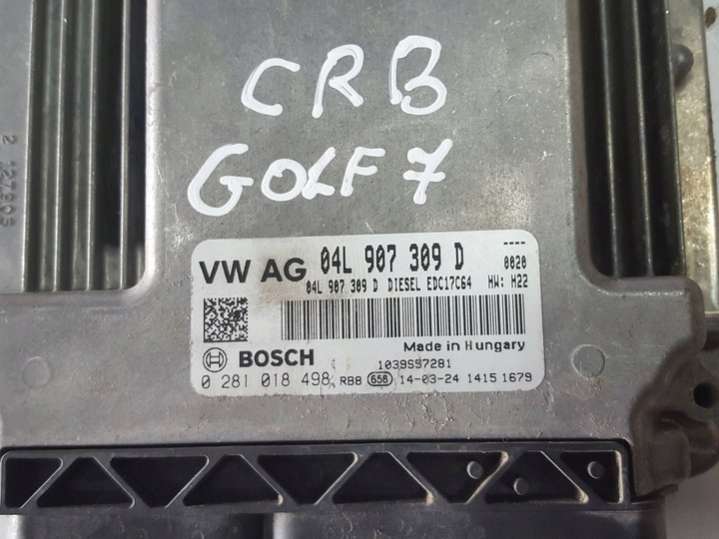 CRB
GOLF 7
2 127903
VW AG 04L 907 309 D ----
0020
04L 907 309 D DIESEL EDC17C64 HW: H22
Made in Hungary
BOSCH 1039S57281
0 281 018 498 RB8 656 14-03-24 1415 1679